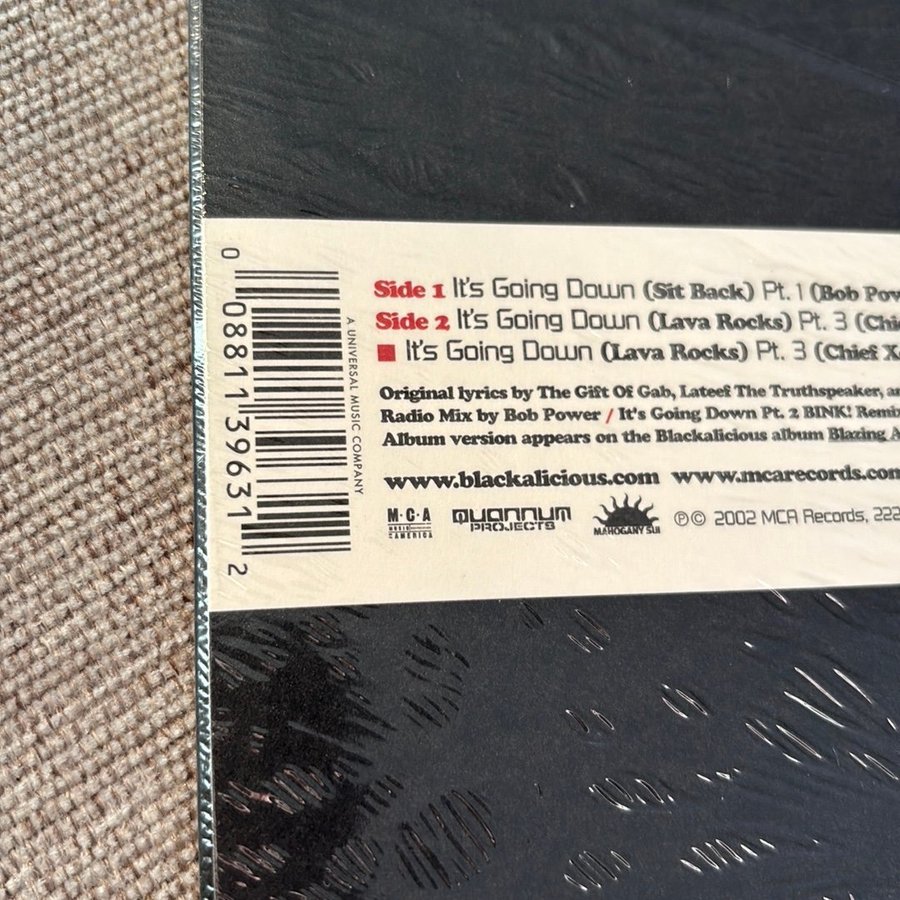 0 08811 39631 2
A UNIVERSAL MUSIC COMPANY
Side 1 It's Going Down (Sit Back) Pt. 1 (Bob
Side 2 It's Going Down (Lava Rocks) Pt. 3
■ It's Going Down (Lava Rocks) Pt. 3 (Chief
Original lyrics by The Gift Of Gab, Lateef The Truthspeaker,
Radio Mix by Bob Power / It's Going Down Pt. 2 BINK! Remix
Album version appears on the Blackalicious album Blazing
www.blackalicious.com www.mcarecords.com
M·C·A QUANNUM MAHOGANY SUN ℗© 2002 MCA Records,
MUSIC PROJECTS
CAMERICA